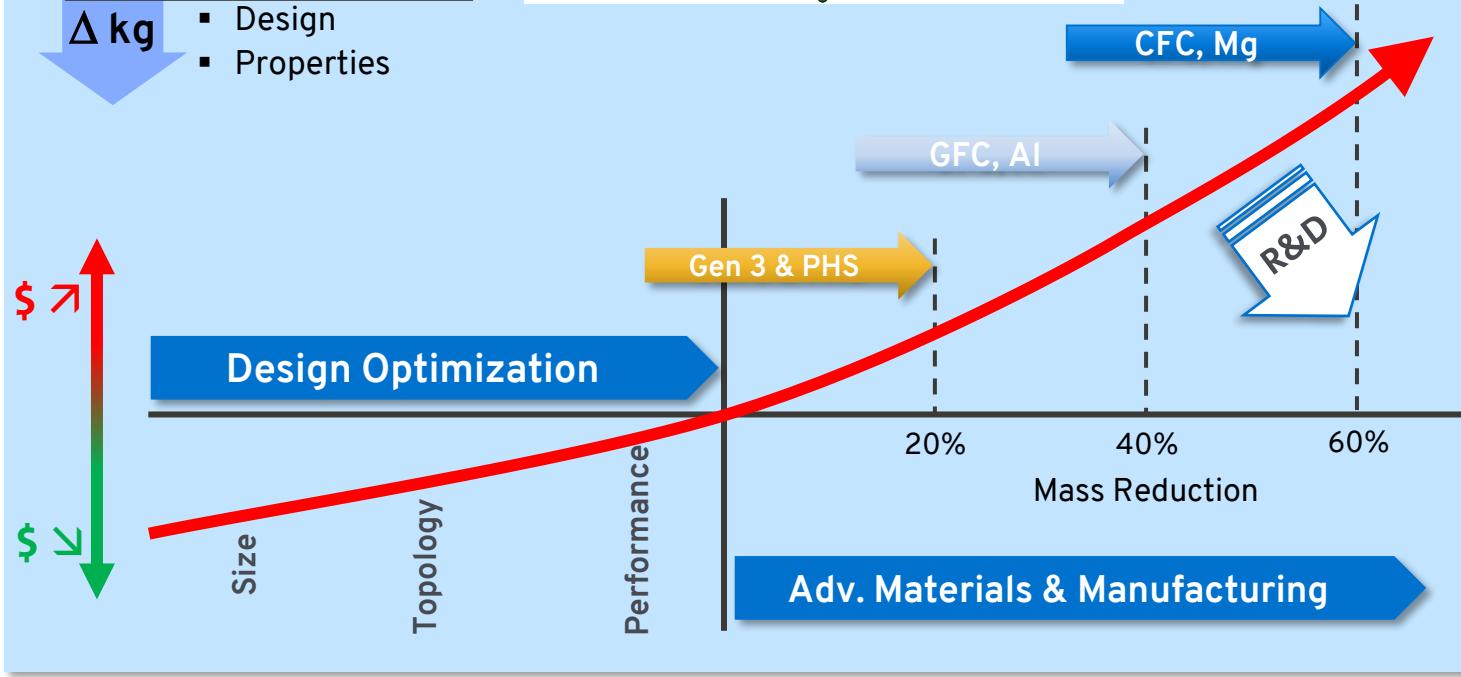 Δ kg
▪ Design
▪ Properties
CFC, Mg
GFC, Al
R&D
Gen 3 & PHS
$ ↗
Design Optimization
20%
40%
60%
Mass Reduction
$ ↘
Size
Topology
Performance
Adv. Materials & Manufacturing